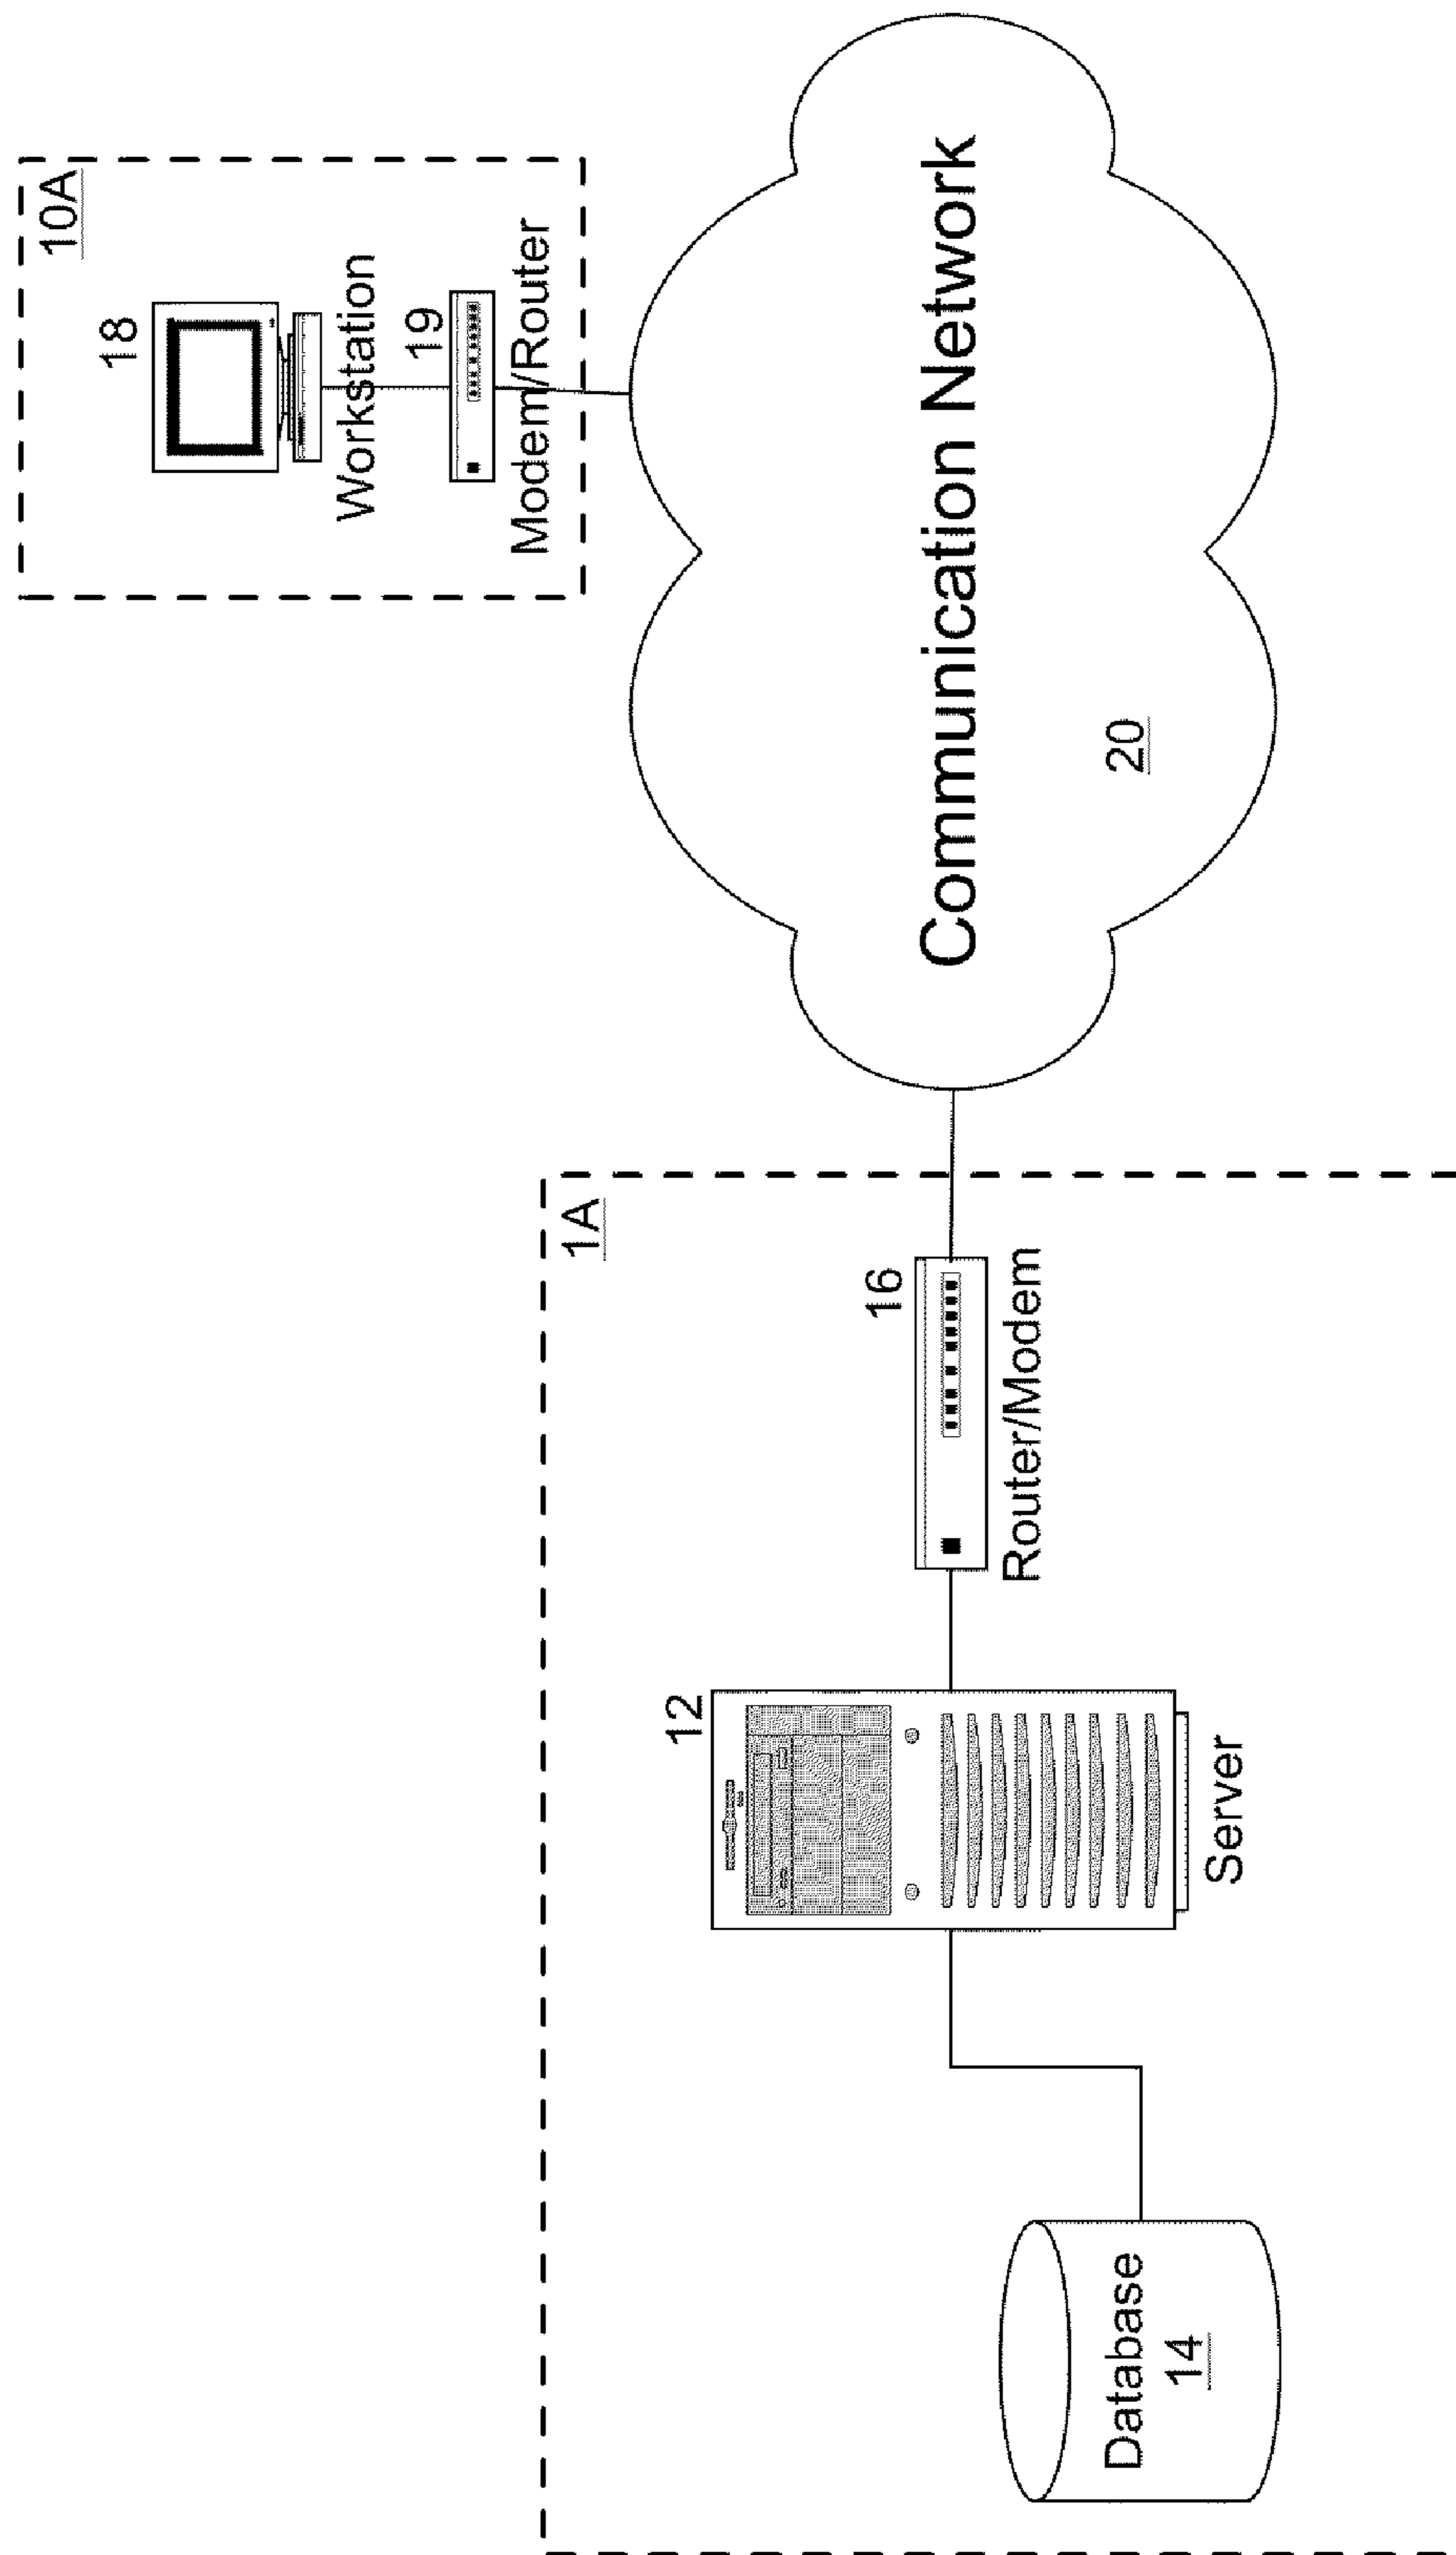 10A
18
Workstation
19
Modem/Router
Communication Network
20
1A
16
Router/Modem
12
Server
Database
14